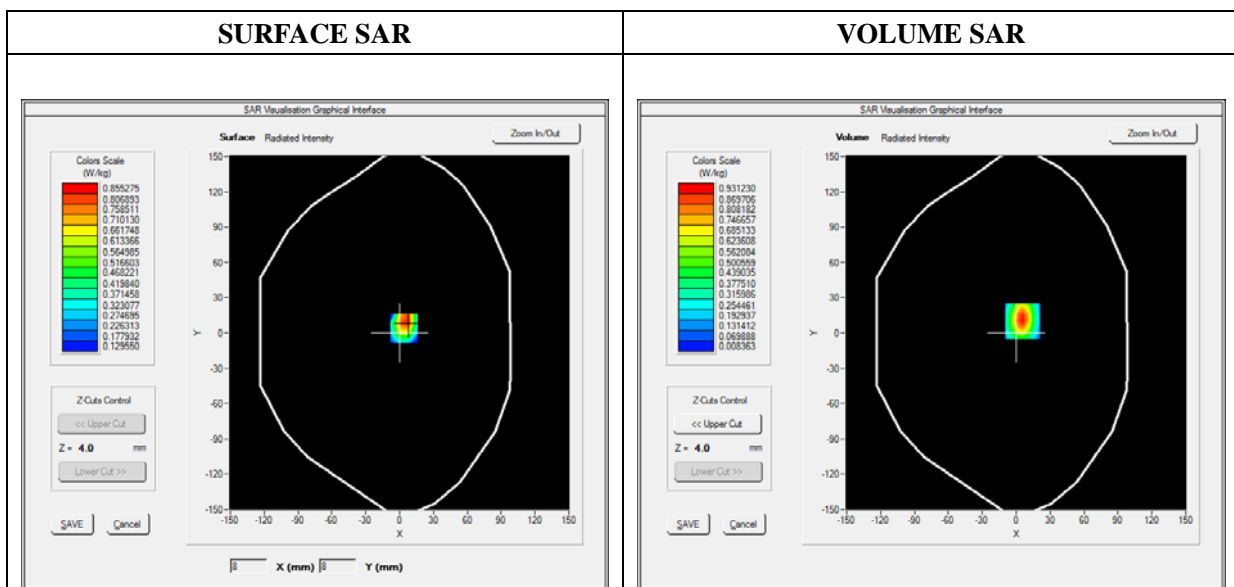 SURFACE SAR
VOLUME SAR
SAR Visualisation Graphical Interface
Surface Radiated Intensity
Zoom In/Out
Colors Scale
(W/kg)
0.855275
0.806893
0.758511
0.710130
0.661748
0.613366
0.564985
0.516603
0.468221
0.419840
0.371458
0.323077
0.274695
0.226313
0.177932
0.129550
Z-Cuts Control
<< Upper Cut
Z = 4.0 mm
Lower Cut >>
SAVE Cancel
150
120
90
60
30
0
-30
-60
-90
-120
-150
Y
-150 -120 -90 -60 -30 0 30 60 90 120 150
X
8 X (mm) 8 Y (mm)
SAR Visualisation Graphical Interface
Volume Radiated Intensity
Zoom In/Out
Colors Scale
(W/kg)
0.931230
0.869706
0.808182
0.746657
0.685133
0.623608
0.562084
0.500559
0.439035
0.377510
0.315986
0.254461
0.192937
0.131412
0.069888
0.008363
Z-Cuts Control
<< Upper Cut
Z = 4.0 mm
Lower Cut >>
SAVE Cancel
150
120
90
60
30
0
-30
-60
-90
-120
-150
Y
-150 -120 -90 -60 -30 0 30 60 90 120 150
X